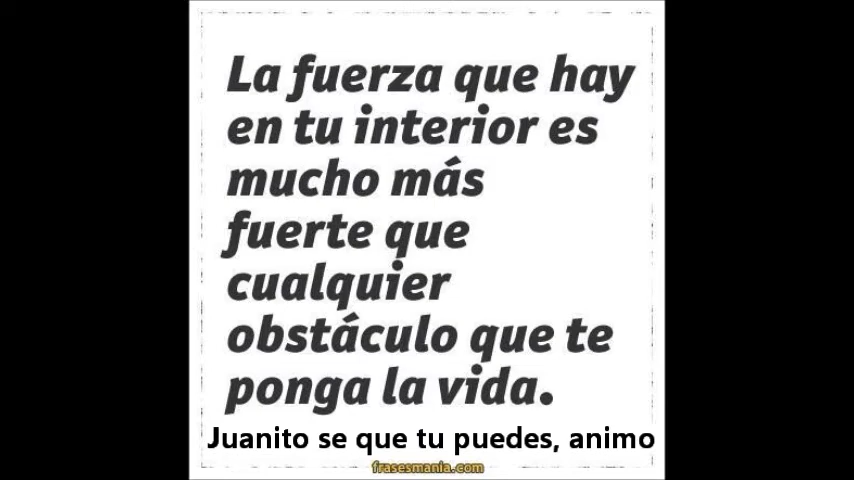 La fuerza que hay
en tu interior es
mucho más
fuerte que
cualquier
obstáculo que te
ponga la vida.
Juanito se que tu puedes, animo
frasesmania.com